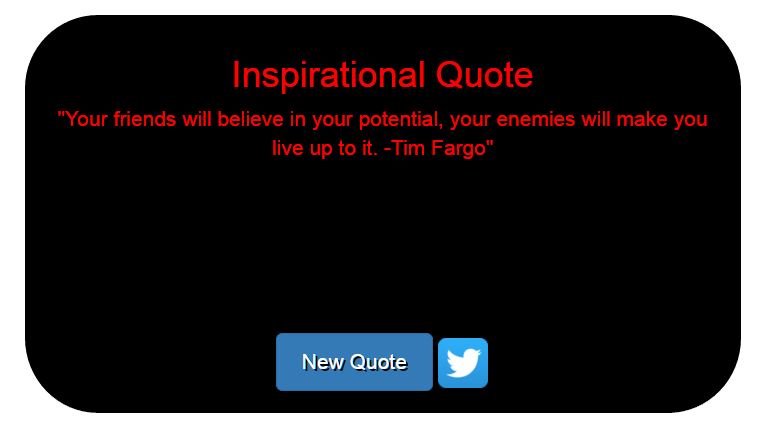 Inspirational Quote
"Your friends will believe in your potential, your enemies will make you
live up to it. -Tim Fargo"
New Quote